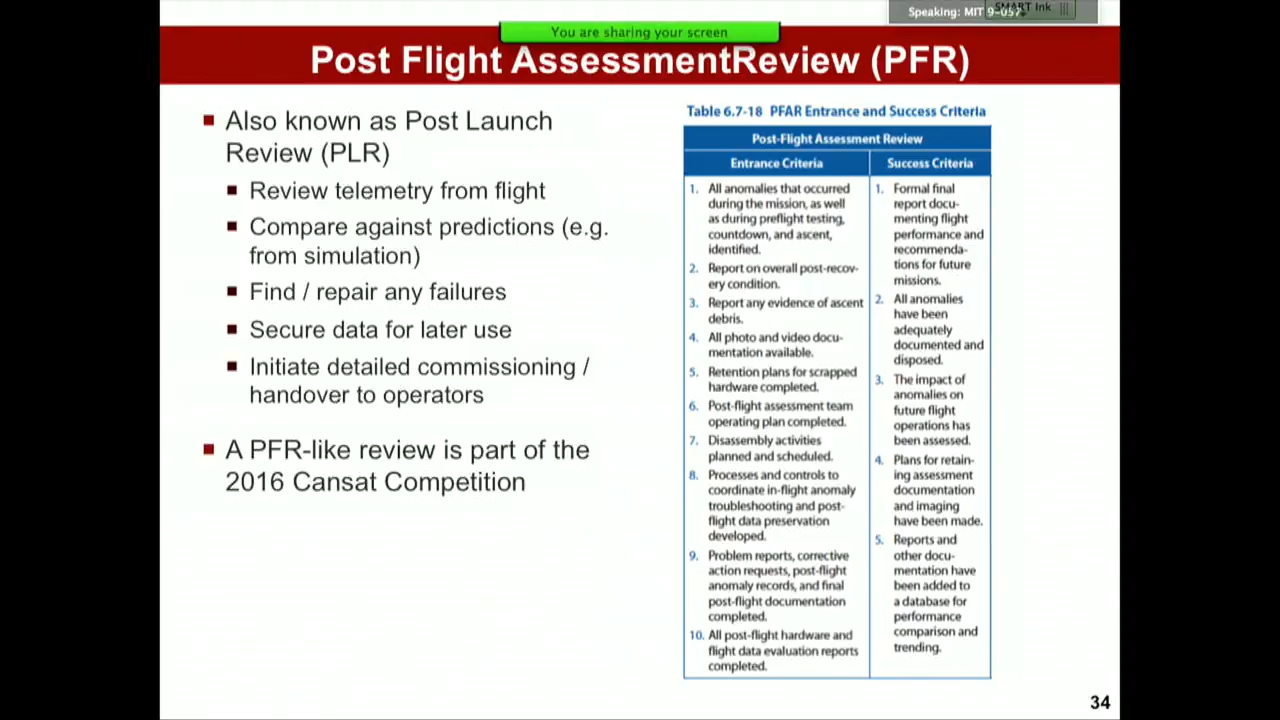 Speaking: MIT 9-057
SMART Ink
You are sharing your screen
Post Flight AssessmentReview (PFR)
Also known as Post Launch
Review (PLR)
Review telemetry from flight
Compare against predictions (e.g.
from simulation)
Find / repair any failures
Secure data for later use
Initiate detailed commissioning /
handover to operators
A PFR-like review is part of the
2016 Cansat Competition
Table 6.7-18 PFAR Entrance and Success Criteria
Post-Flight Assessment Review
Entrance Criteria
1. All anomalies that occurred
during the mission, as well
as during preflight testing,
countdown, and ascent,
identified.
2. Report on overall post-recov-
ery condition.
3. Report any evidence of ascent
debris.
4. All photo and video docu-
mentation available.
5. Retention plans for scrapped
hardware completed.
6. Post-flight assessment team
operating plan completed.
7. Disassembly activities
planned and scheduled.
8. Processes and controls to
coordinate in-flight anomaly
troubleshooting and post-
flight data preservation
developed.
9. Problem reports, corrective
action requests, post-flight
anomaly records, and final
post-flight documentation
completed.
10. All post-flight hardware and
flight data evaluation reports
completed.
Success Criteria
1. Formal final
report docu-
menting flight
performance and
recommenda-
tions for future
missions.
2. All anomalies
have been
adequately
documented and
disposed.
3. The impact of
anomalies on
future flight
operations has
been assessed.
4. Plans for retain-
ing assessment
documentation
and imaging
have been made.
5. Reports and
other docu-
mentation have
been added to
a database for
performance
comparison and
trending.
34